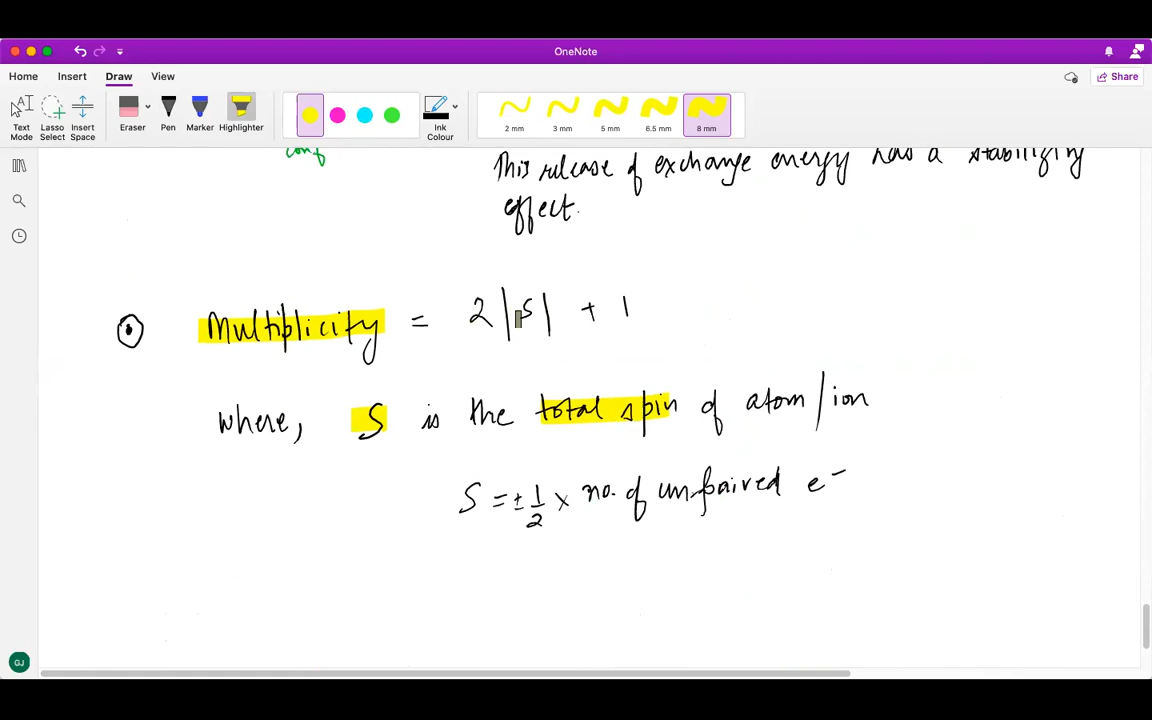 OneNote
Home Insert Draw View
Share
Text Mode
Lasso Select
Insert Space
Eraser
Pen
Marker
Highlighter
Ink Colour
2 mm
3 mm
5 mm
6.5 mm
8 mm
conf
This release of exchange energy has a stabilizing
effect.
Multiplicity = 2 |S| + 1
where, S is the total spin of atom/ion
S = ± 1/2 × no. of unpaired e⁻
GJ